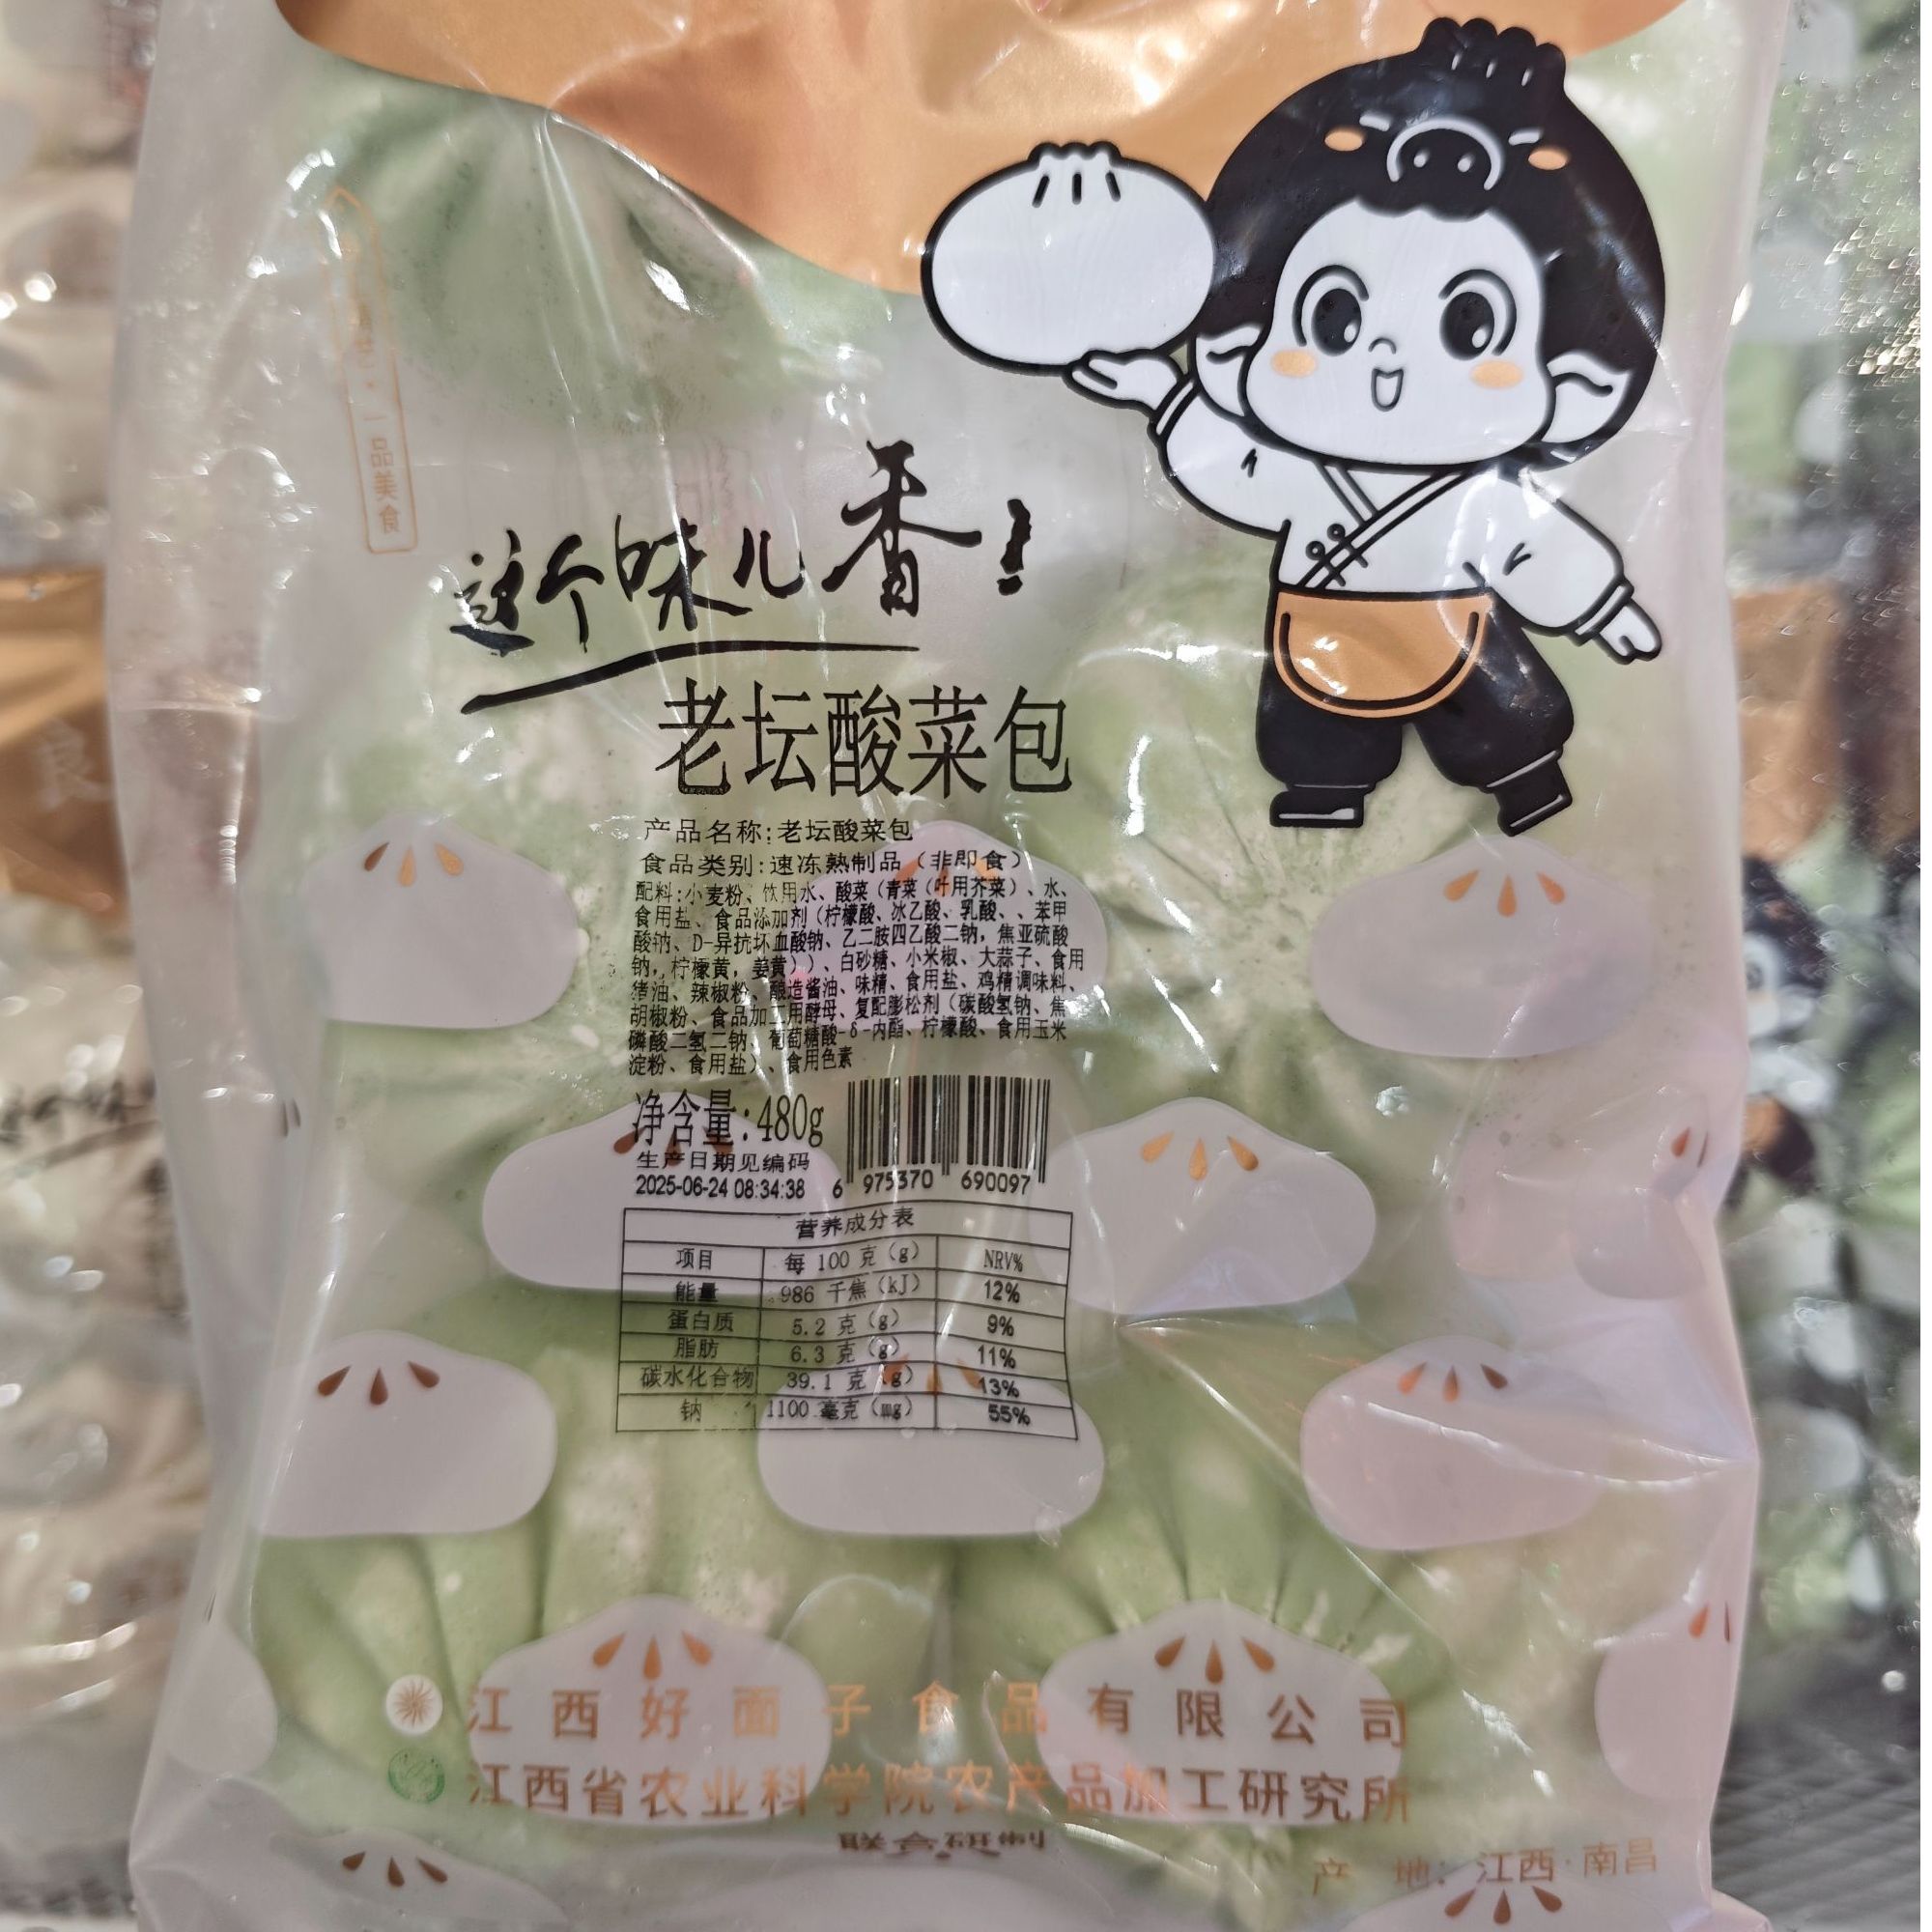 一品美食
这个味儿香!
老坛酸菜包
产品名称:老坛酸菜包
食品类别:速冻熟制品(非即食)
配料:小麦粉、饮用水、酸菜(青菜(叶用芥菜)、水、
食用盐、食品添加剂(柠檬酸、冰乙酸、乳酸、、苯甲
酸钠、D-异抗坏血酸钠、乙二胺四乙酸二钠,焦亚硫酸
钠,柠檬黄,姜黄))、白砂糖、小米椒、大蒜子、食用
猪油、辣椒粉、酿造酱油、味精、食用盐、鸡精调味料、
胡椒粉、食品加工用酵母、复配膨松剂(碳酸氢钠、焦
磷酸二氢二钠、葡萄糖酸-δ-内酯、柠檬酸、食用玉米
淀粉、食用盐)、食用色素
净含量:480g
生产日期见编码
2025-06-24 08:34:38
6 975370 690097
营养成分表
项目 每 100 克(g) NRV%
能量 986 千焦(kJ) 12%
蛋白质 5.2 克(g) 9%
脂肪 6.3 克(g) 11%
碳水化合物 39.1 克(g) 13%
钠 1100 毫克(mg) 55%
江西好面子食品有限公司
江西省农业科学院农产品加工研究所
联合研制
产 地:江西·南昌